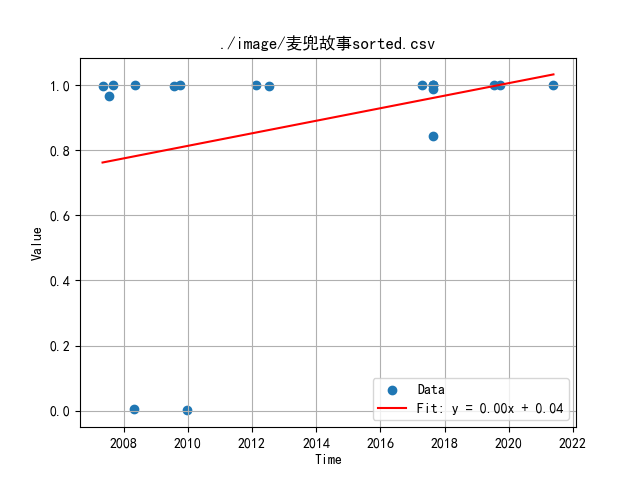 ./image/麦兜故事sorted.csv
1.0
0.8
0.6
0.4
0.2
0.0
Value
Data
Fit: y = 0.00x + 0.04
2008 2010 2012 2014 2016 2018 2020 2022
Time